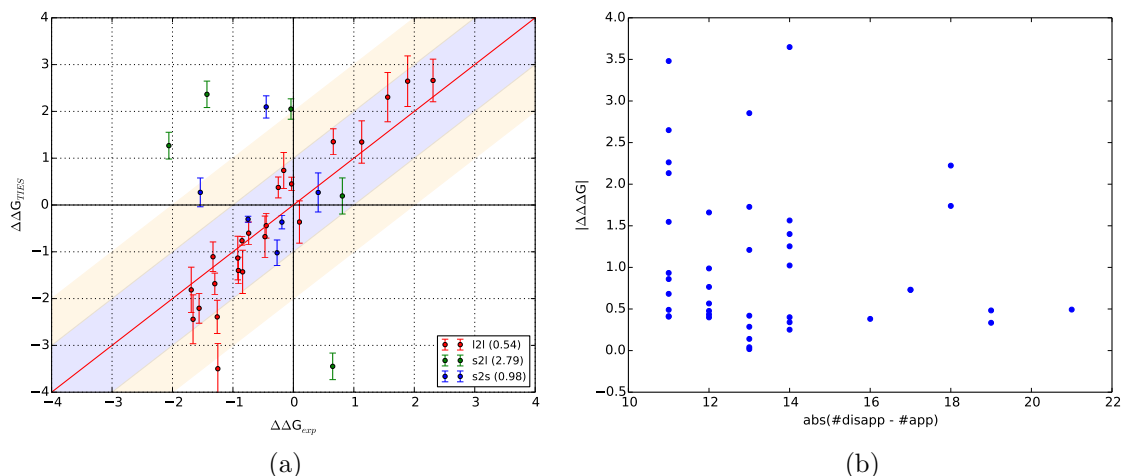 4
3
2
1
0
−1
−2
−3
−4
ΔΔG_TIES
−4 −3 −2 −1 0 1 2 3 4
ΔΔG_exp
l2l (0.54)
s2l (2.79)
s2s (0.98)
(a)
4.0
3.5
3.0
2.5
2.0
1.5
1.0
0.5
0.0
−0.5
|ΔΔΔG|
10 12 14 16 18 20 22
abs(#disapp - #app)
(b)